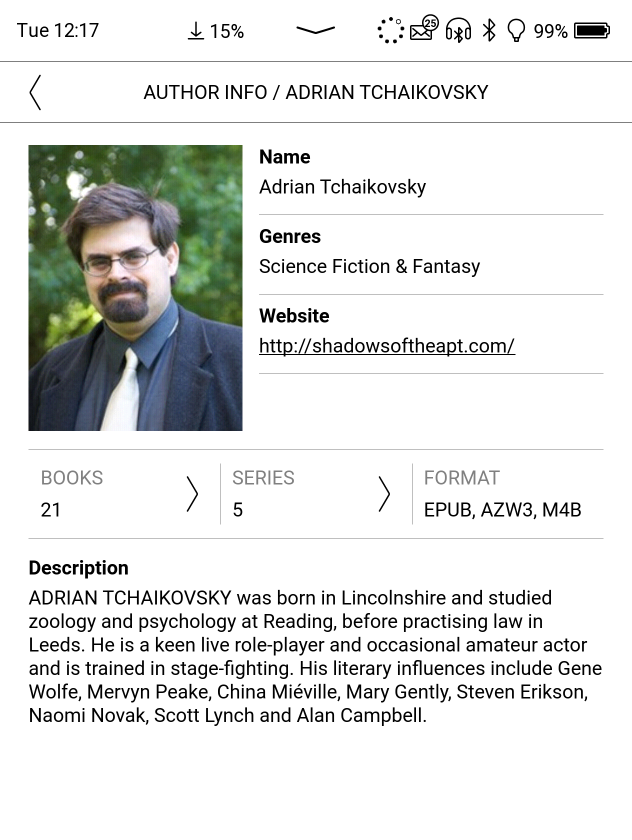 Tue 12:17
15%
25
99%
AUTHOR INFO / ADRIAN TCHAIKOVSKY
Name
Adrian Tchaikovsky
Genres
Science Fiction & Fantasy
Website
http://shadowsoftheapt.com/
BOOKS
21
SERIES
5
FORMAT
EPUB, AZW3, M4B
Description
ADRIAN TCHAIKOVSKY was born in Lincolnshire and studied
zoology and psychology at Reading, before practising law in
Leeds. He is a keen live role-player and occasional amateur actor
and is trained in stage-fighting. His literary influences include Gene
Wolfe, Mervyn Peake, China Miéville, Mary Gently, Steven Erikson,
Naomi Novak, Scott Lynch and Alan Campbell.